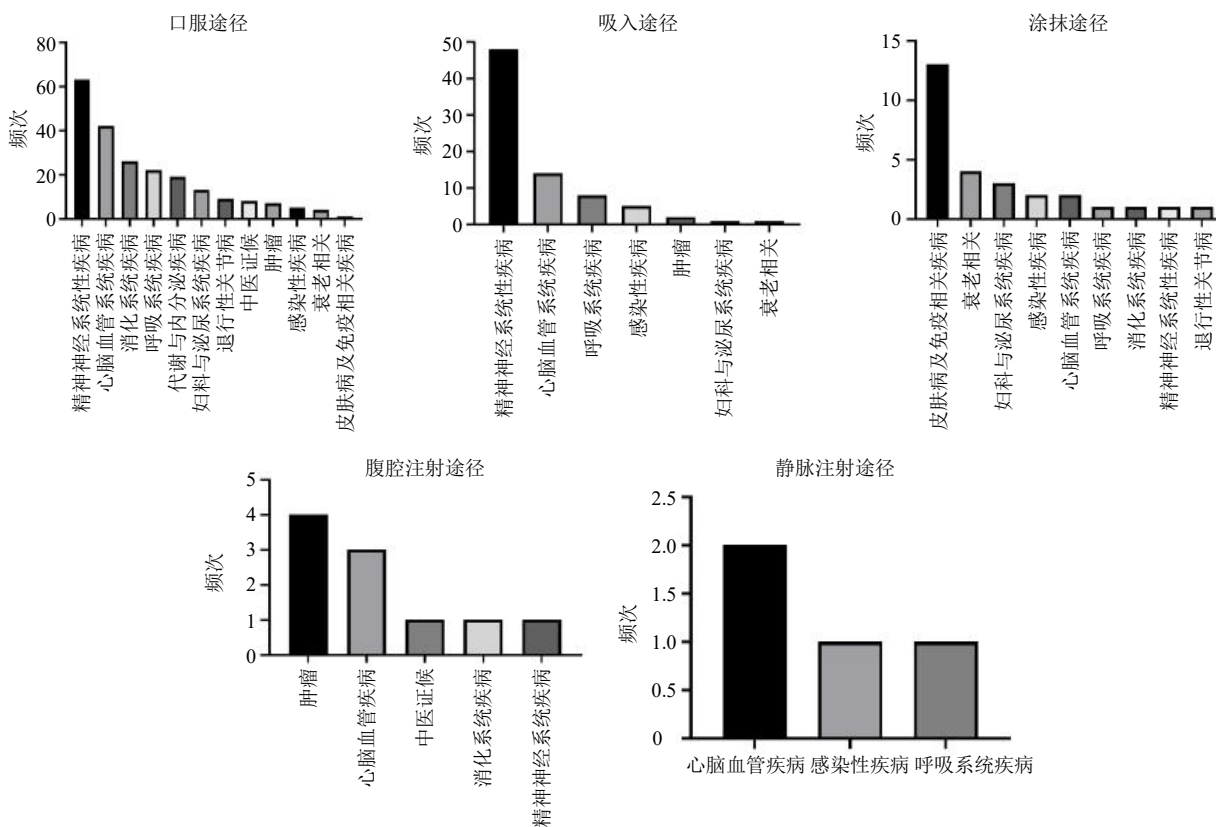 口服途径
80
60
40
20
0
频次
精神神经系统性疾病
心脑血管系统疾病
消化系统疾病
呼吸系统疾病
代谢与内分泌疾病
妇科与泌尿系统疾病
退行性关节病
中医证候
肿瘤
感染性疾病
衰老相关
皮肤病及免疫相关疾病
吸入途径
50
40
30
20
10
0
频次
精神神经系统性疾病
心脑血管系统疾病
呼吸系统疾病
感染性疾病
肿瘤
妇科与泌尿系统疾病
衰老相关
涂抹途径
15
10
5
0
频次
皮肤病及免疫相关疾病
衰老相关
妇科与泌尿系统疾病
感染性疾病
心脑血管系统疾病
呼吸系统疾病
消化系统疾病
精神神经系统性疾病
退行性关节病
腹腔注射途径
5
4
3
2
1
0
频次
肿瘤
心脑血管疾病
中医证候
消化系统疾病
精神神经系统疾病
静脉注射途径
2.5
2.0
1.5
1.0
0.5
0
频次
心脑血管疾病 感染性疾病 呼吸系统疾病